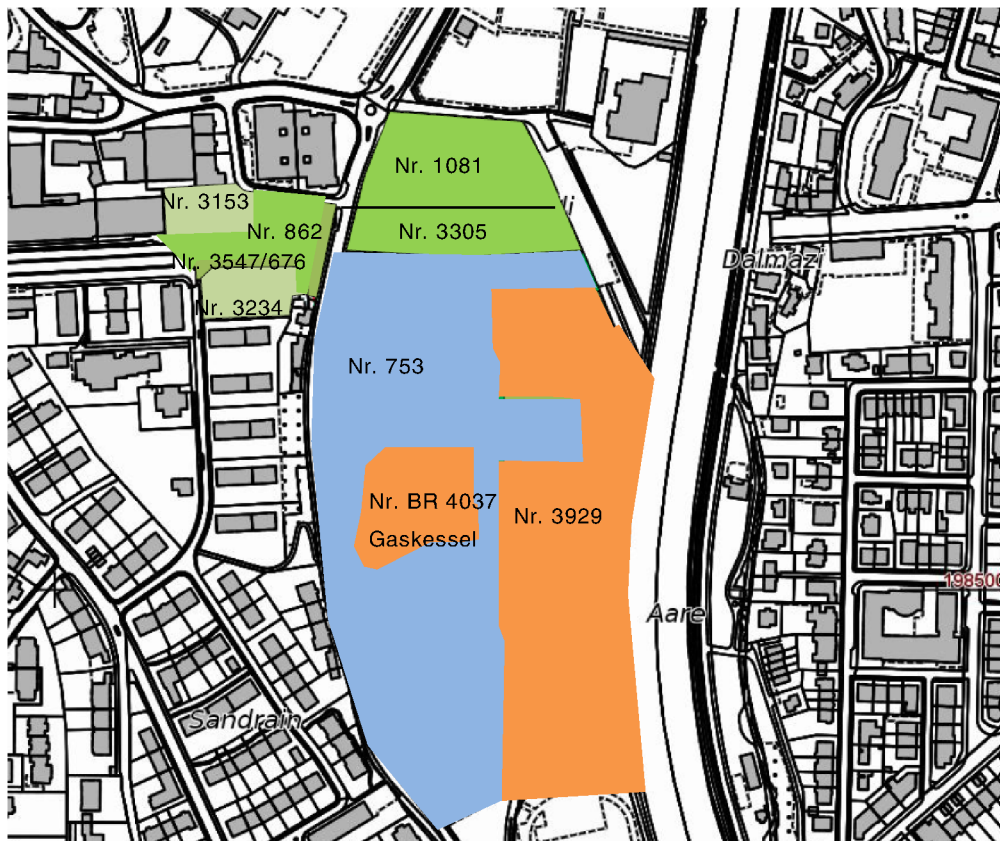 Nr. 1081
Nr. 3153
Nr. 862
Nr. 3305
Nr. 3547/676
Dalmazi
Nr. 3234
Nr. 753
Nr. BR 4037
Gaskessel
Nr. 3929
198500
Aare
Sandrain